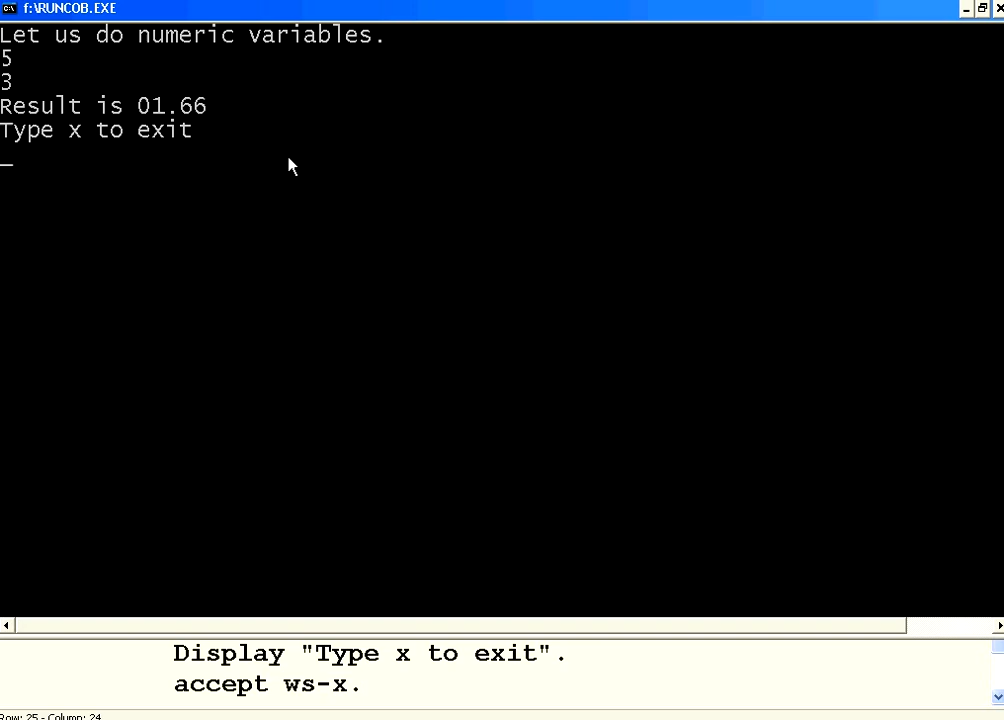 f:\RUNCOB.EXE
Let us do numeric variables.
5
3
Result is 01.66
Type x to exit
_
Display "Type x to exit".
accept ws-x.
Row: 25 - Column: 24